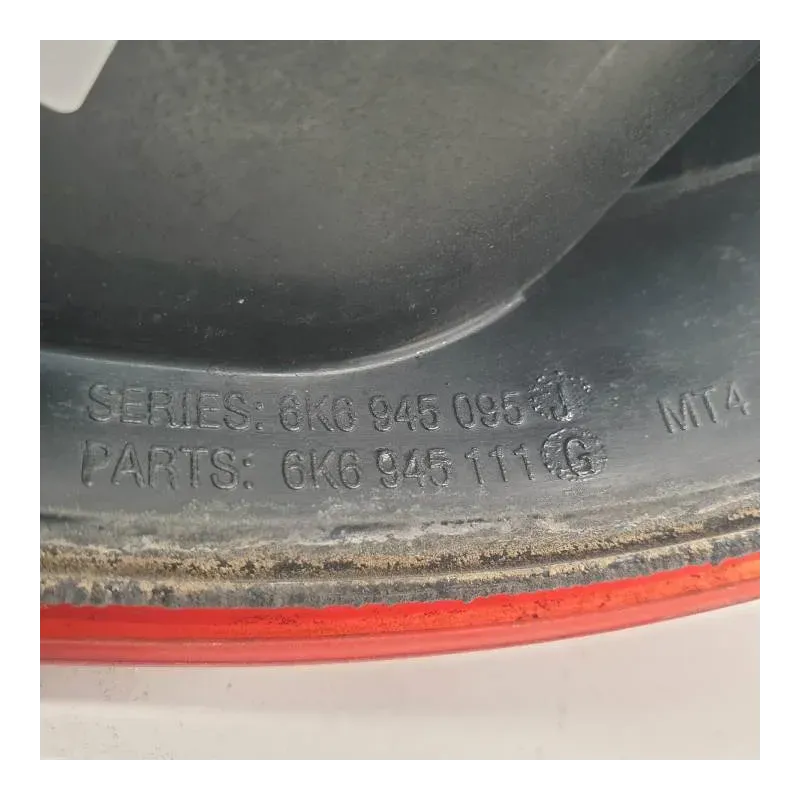 SERIES: 6K6 945 095 J
PARTS: 6K6 945 111 G
MT4